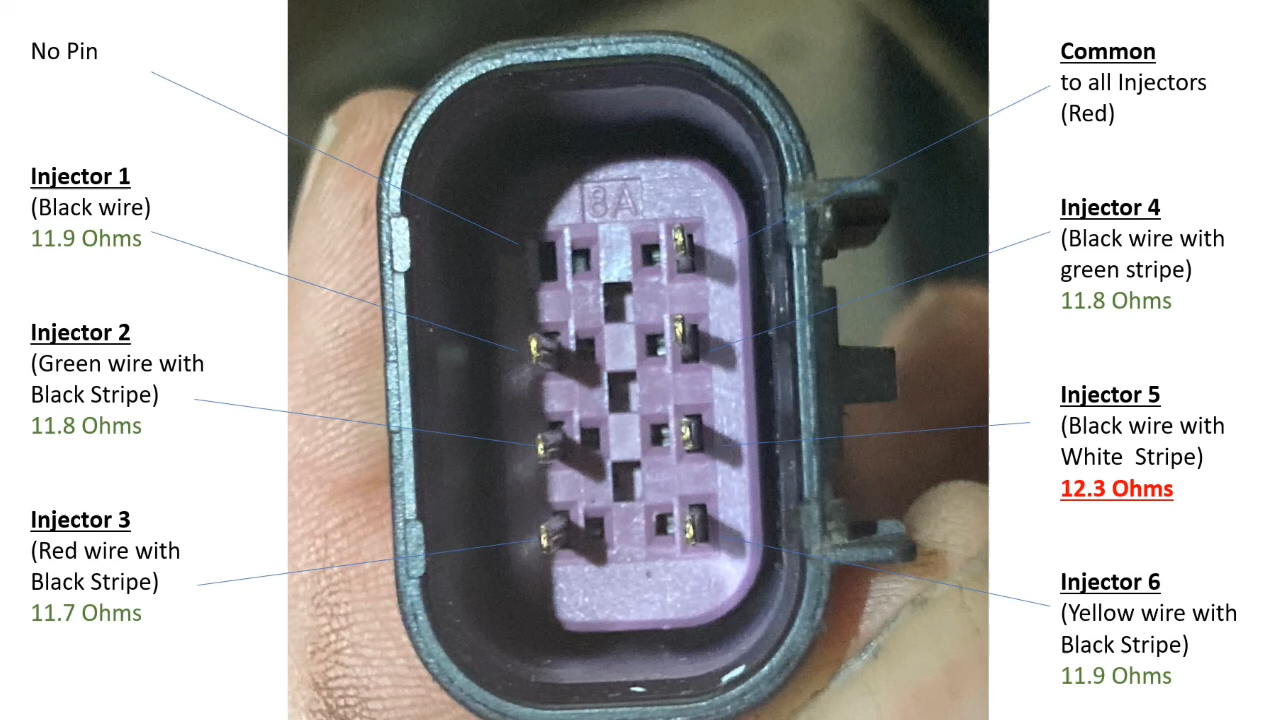 No Pin
Injector 1
(Black wire)
11.9 Ohms
Injector 2
(Green wire with
Black Stripe)
11.8 Ohms
Injector 3
(Red wire with
Black Stripe)
11.7 Ohms
8A
Common
to all Injectors
(Red)
Injector 4
(Black wire with
green stripe)
11.8 Ohms
Injector 5
(Black wire with
White  Stripe)
12.3 Ohms
Injector 6
(Yellow wire with
Black Stripe)
11.9 Ohms